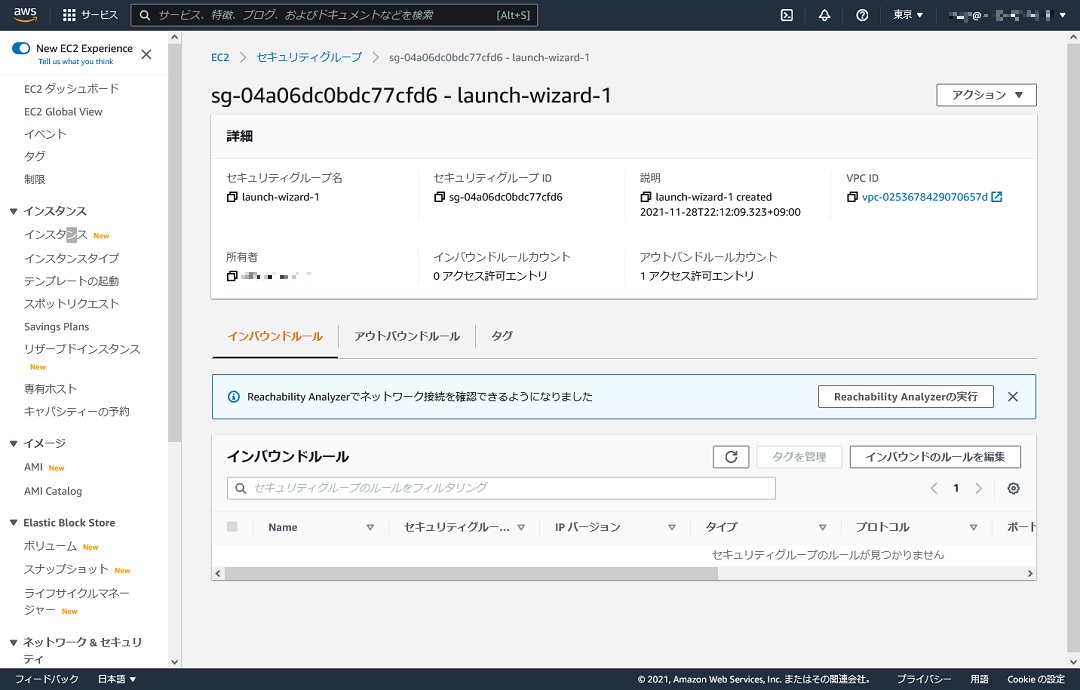 aws
サービス
サービス、特徴、ブログ、およびドキュメントなどを検索
[Alt+S]
東京
New EC2 Experience
Tell us what you think
EC2 ダッシュボード
EC2 Global View
イベント
タグ
制限
インスタンス
インスタンス New
インスタンスタイプ
テンプレートの起動
スポットリクエスト
Savings Plans
リザーブドインスタンス
New
専有ホスト
キャパシティーの予約
イメージ
AMI New
AMI Catalog
Elastic Block Store
ボリューム New
スナップショット New
ライフサイクルマネー
ジャー New
ネットワーク & セキュリ
ティ
EC2 > セキュリティグループ > sg-04a06dc0bdc77cfd6 - launch-wizard-1
sg-04a06dc0bdc77cfd6 - launch-wizard-1
アクション
詳細
セキュリティグループ名
launch-wizard-1
セキュリティグループ ID
sg-04a06dc0bdc77cfd6
説明
launch-wizard-1 created
2021-11-28T22:12:09.323+09:00
VPC ID
vpc-0253678429070657d
所有者
インバウンドルールカウント
0 アクセス許可エントリ
アウトバンドルールカウント
1 アクセス許可エントリ
インバウンドルール
アウトバウンドルール
タグ
Reachability Analyzerでネットワーク接続を確認できるようになりました
Reachability Analyzerの実行
インバウンドルール
タグを管理
インバウンドのルールを編集
セキュリティグループのルールをフィルタリング
1
Name
セキュリティグルー...
IP バージョン
タイプ
プロトコル
ポート
セキュリティグループのルールが見つかりません
フィードバック
日本語
© 2021, Amazon Web Services, Inc. またはその関連会社。
プライバシー
用語
Cookie の設定